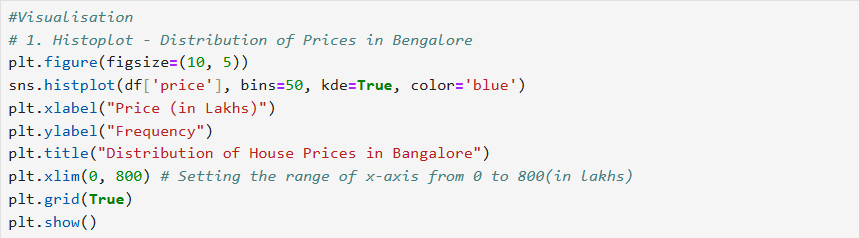 #Visualisation
# 1. Histoplot - Distribution of Prices in Bengalore
plt.figure(figsize=(10, 5))
sns.histplot(df['price'], bins=50, kde=True, color='blue')
plt.xlabel("Price (in Lakhs)")
plt.ylabel("Frequency")
plt.title("Distribution of House Prices in Bangalore")
plt.xlim(0, 800) # Setting the range of x-axis from 0 to 800(in lakhs)
plt.grid(True)
plt.show()